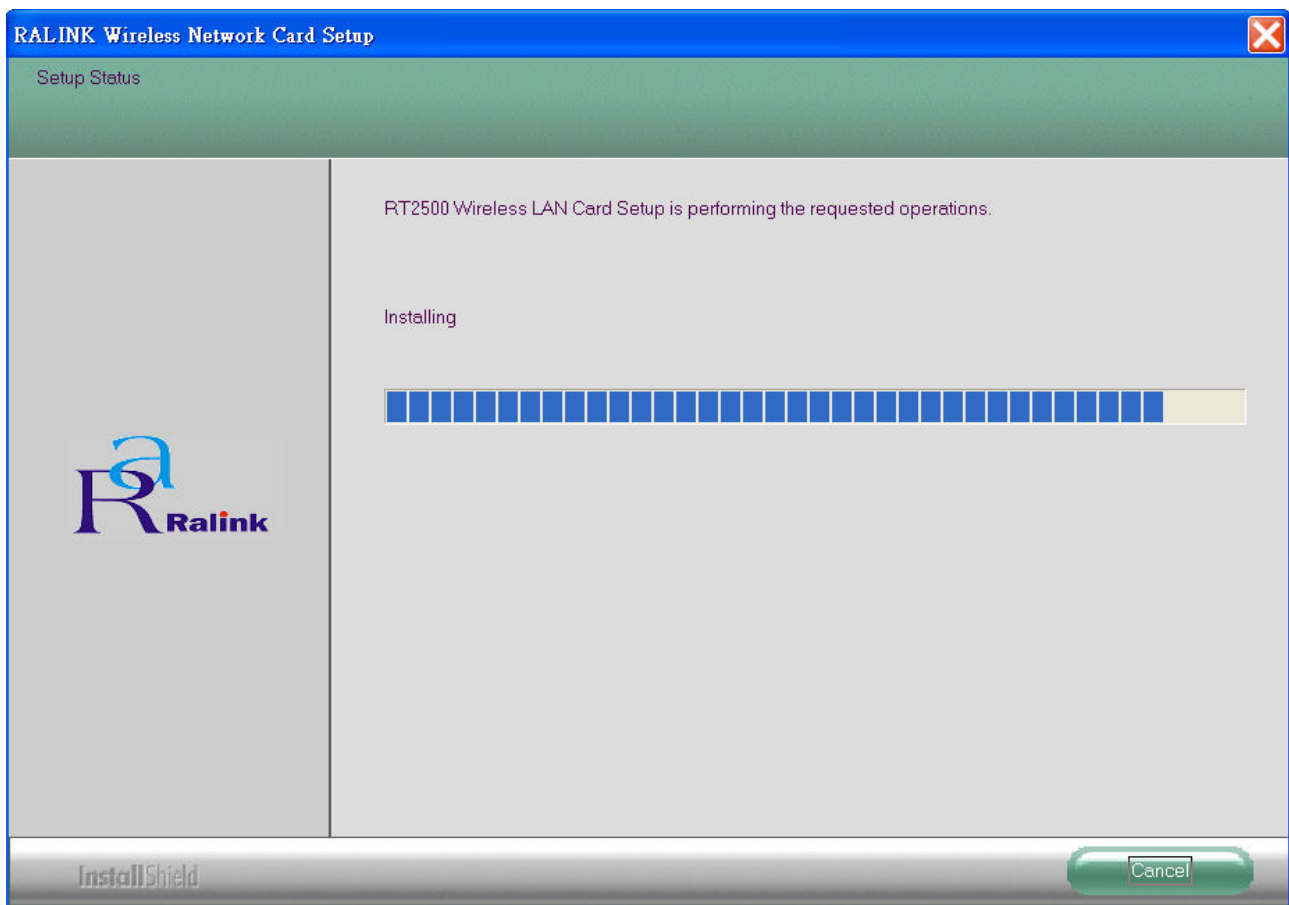 RALINK Wireless Network Card Setup
Setup Status
RT2500 Wireless LAN Card Setup is performing the requested operations.
Installing
Ra
Ralink
InstallShield
Cancel